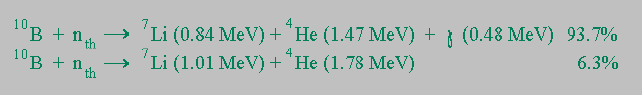 ¹⁰B + nₜₕ ⟶ ⁷Li (0.84 MeV) + ⁴He (1.47 MeV) + γ (0.48 MeV) 93.7%
¹⁰B + nₜₕ ⟶ ⁷Li (1.01 MeV) + ⁴He (1.78 MeV) 6.3%